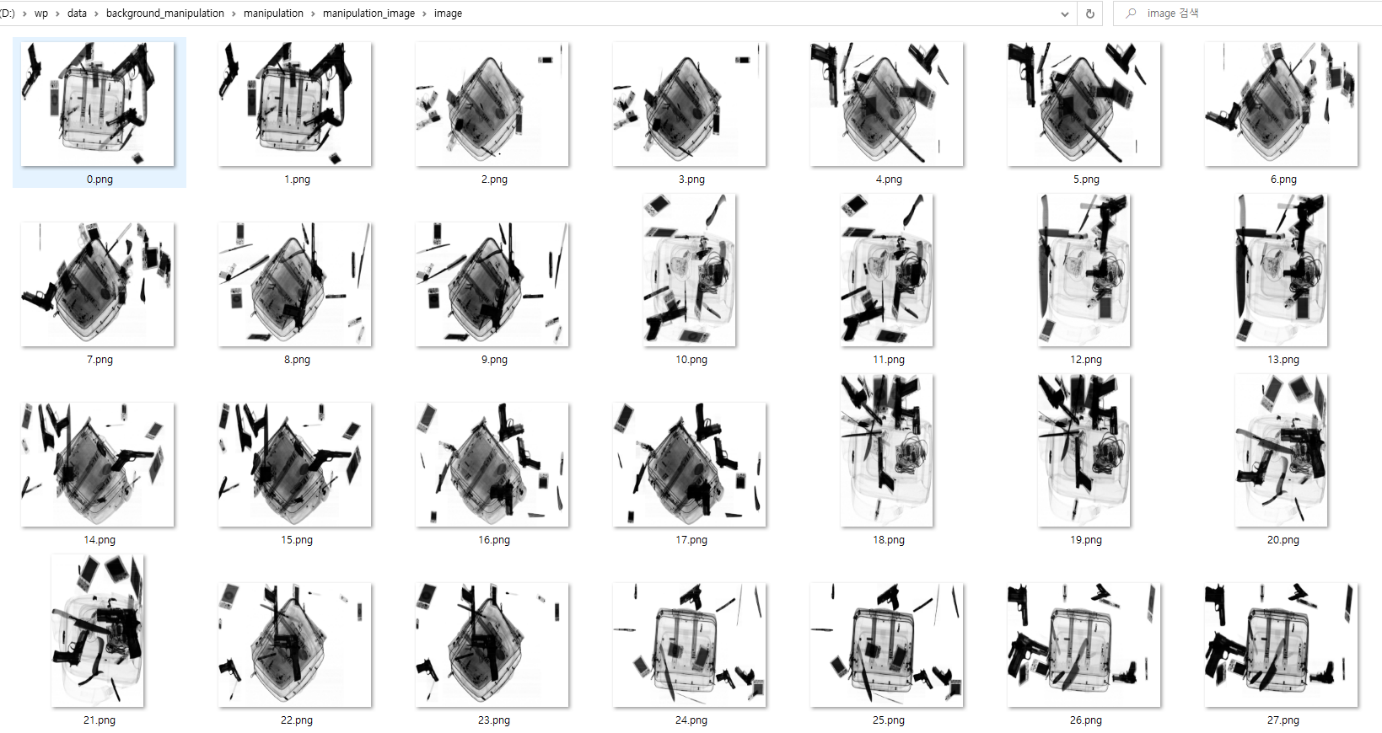 (D:) › wp › data › background_manipulation › manipulation › manipulation_image › image
image 검색
0.png 1.png 2.png 3.png 4.png 5.png 6.png
7.png 8.png 9.png 10.png 11.png 12.png 13.png
14.png 15.png 16.png 17.png 18.png 19.png 20.png
21.png 22.png 23.png 24.png 25.png 26.png 27.png